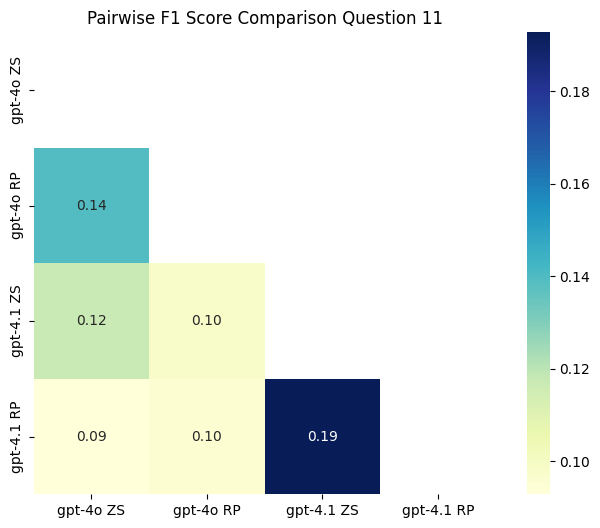 Pairwise F1 Score Comparison Question 11
gpt-4o ZS
gpt-4o RP
0.14
gpt-4.1 ZS
0.12 0.10
gpt-4.1 RP
0.09 0.10 0.19
gpt-4o ZS gpt-4o RP gpt-4.1 ZS gpt-4.1 RP
0.18
0.16
0.14
0.12
0.10